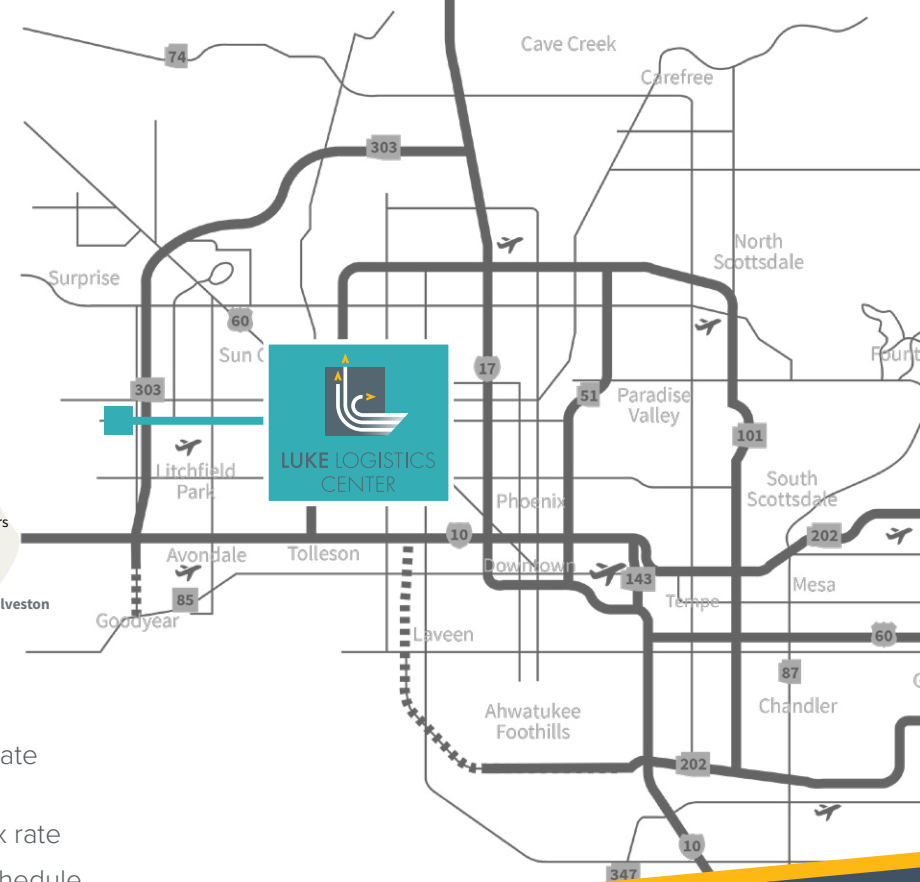 Cave Creek
74
Carefree
303
North
Scottsdale
Surprise
60
Sun
17
303
51
Paradise
Valley
101
LUKE LOGISTICS
CENTER
Litchfield
Park
South
Scottsdale
Phoenix
rs
10
202
Avondale
Tolleson
Downtown
143
Mesa
85
Tempe
lveston
Goodyear
Laveen
60
87
Chandler
Ahwatukee
Foothills
ate
202
x rate
10
347